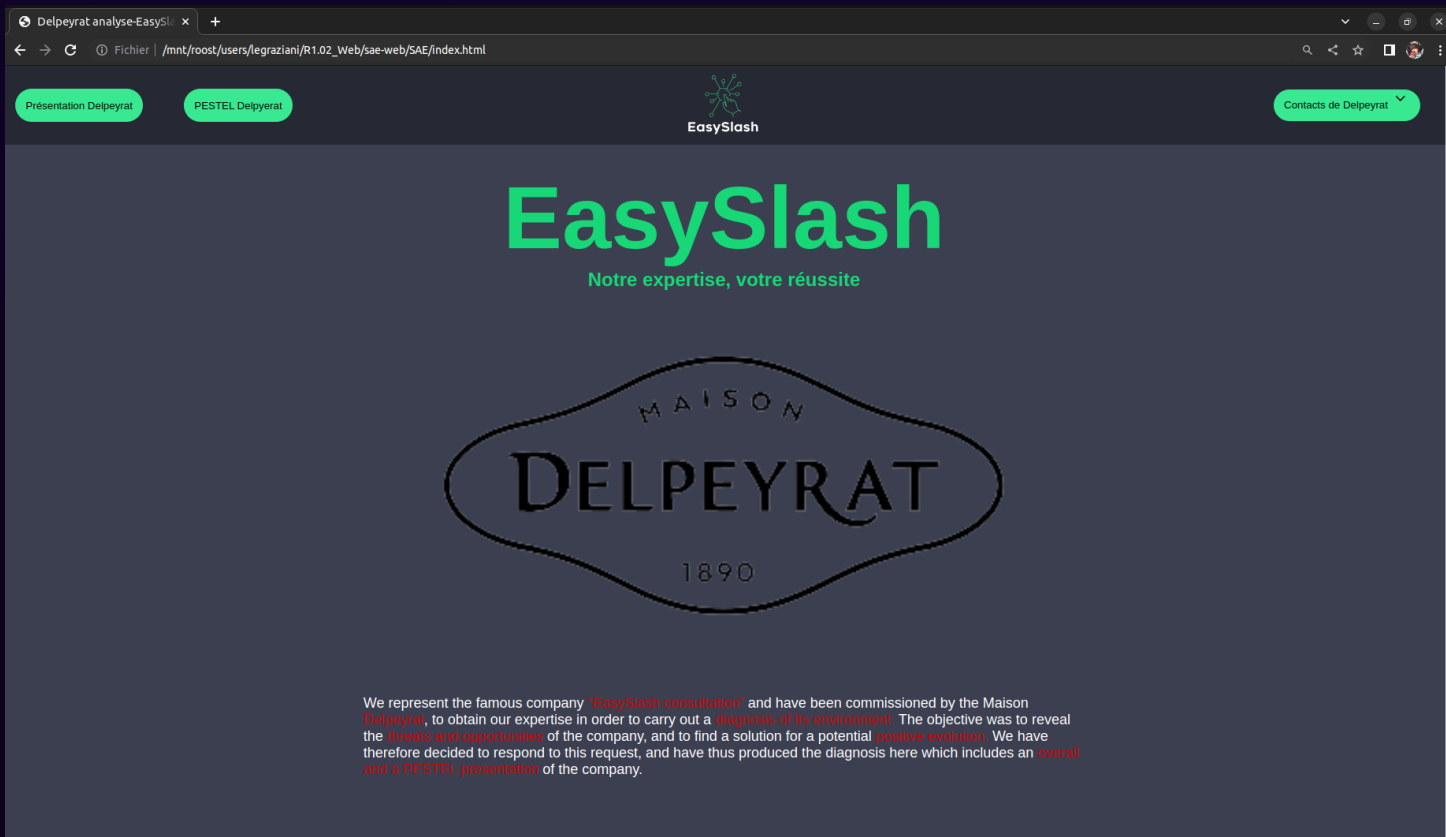 Delpeyrat analyse-EasySla
Fichier | /mnt/roost/users/legraziani/R1.02_Web/sae-web/SAE/index.html
Présentation Delpeyrat
PESTEL Delpyerat
EasySlash
Contacts de Delpeyrat
EasySlash
Notre expertise, votre réussite
MAISON
DELPEYRAT
1890
We represent the famous company "EasySlash consultation" and have been commissioned by the Maison
Delpeyrat, to obtain our expertise in order to carry out a diagnosis of its environment. The objective was to reveal
the threats and opportunities of the company, and to find a solution for a potential positive evolution. We have
therefore decided to respond to this request, and have thus produced the diagnosis here which includes an overall
and a PESTEL presentation of the company.